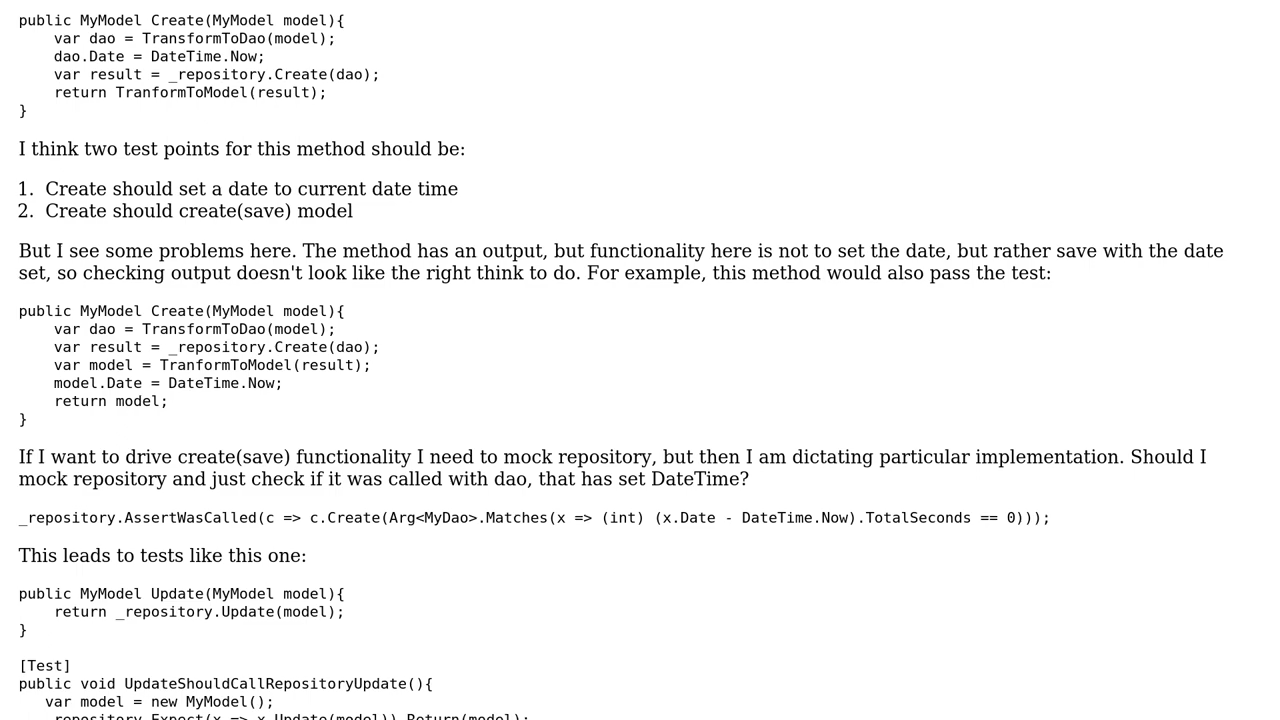 public MyModel Create(MyModel model){
    var dao = TransformToDao(model);
    dao.Date = DateTime.Now;
    var result = _repository.Create(dao);
    return TranformToModel(result);
}
I think two test points for this method should be:
1. Create should set a date to current date time
2. Create should create(save) model
But I see some problems here. The method has an output, but functionality here is not to set the date, but rather save with the date
set, so checking output doesn't look like the right think to do. For example, this method would also pass the test:
public MyModel Create(MyModel model){
    var dao = TransformToDao(model);
    var result = _repository.Create(dao);
    var model = TranformToModel(result);
    model.Date = DateTime.Now;
    return model;
}
If I want to drive create(save) functionality I need to mock repository, but then I am dictating particular implementation. Should I
mock repository and just check if it was called with dao, that has set DateTime?
_repository.AssertWasCalled(c => c.Create(Arg<MyDao>.Matches(x => (int) (x.Date - DateTime.Now).TotalSeconds == 0)));
This leads to tests like this one:
public MyModel Update(MyModel model){
    return _repository.Update(model);
}
[Test]
public void UpdateShouldCallRepositoryUpdate(){
   var model = new MyModel();
   _repository.Expect(x => x.Update(model)).Return(model);